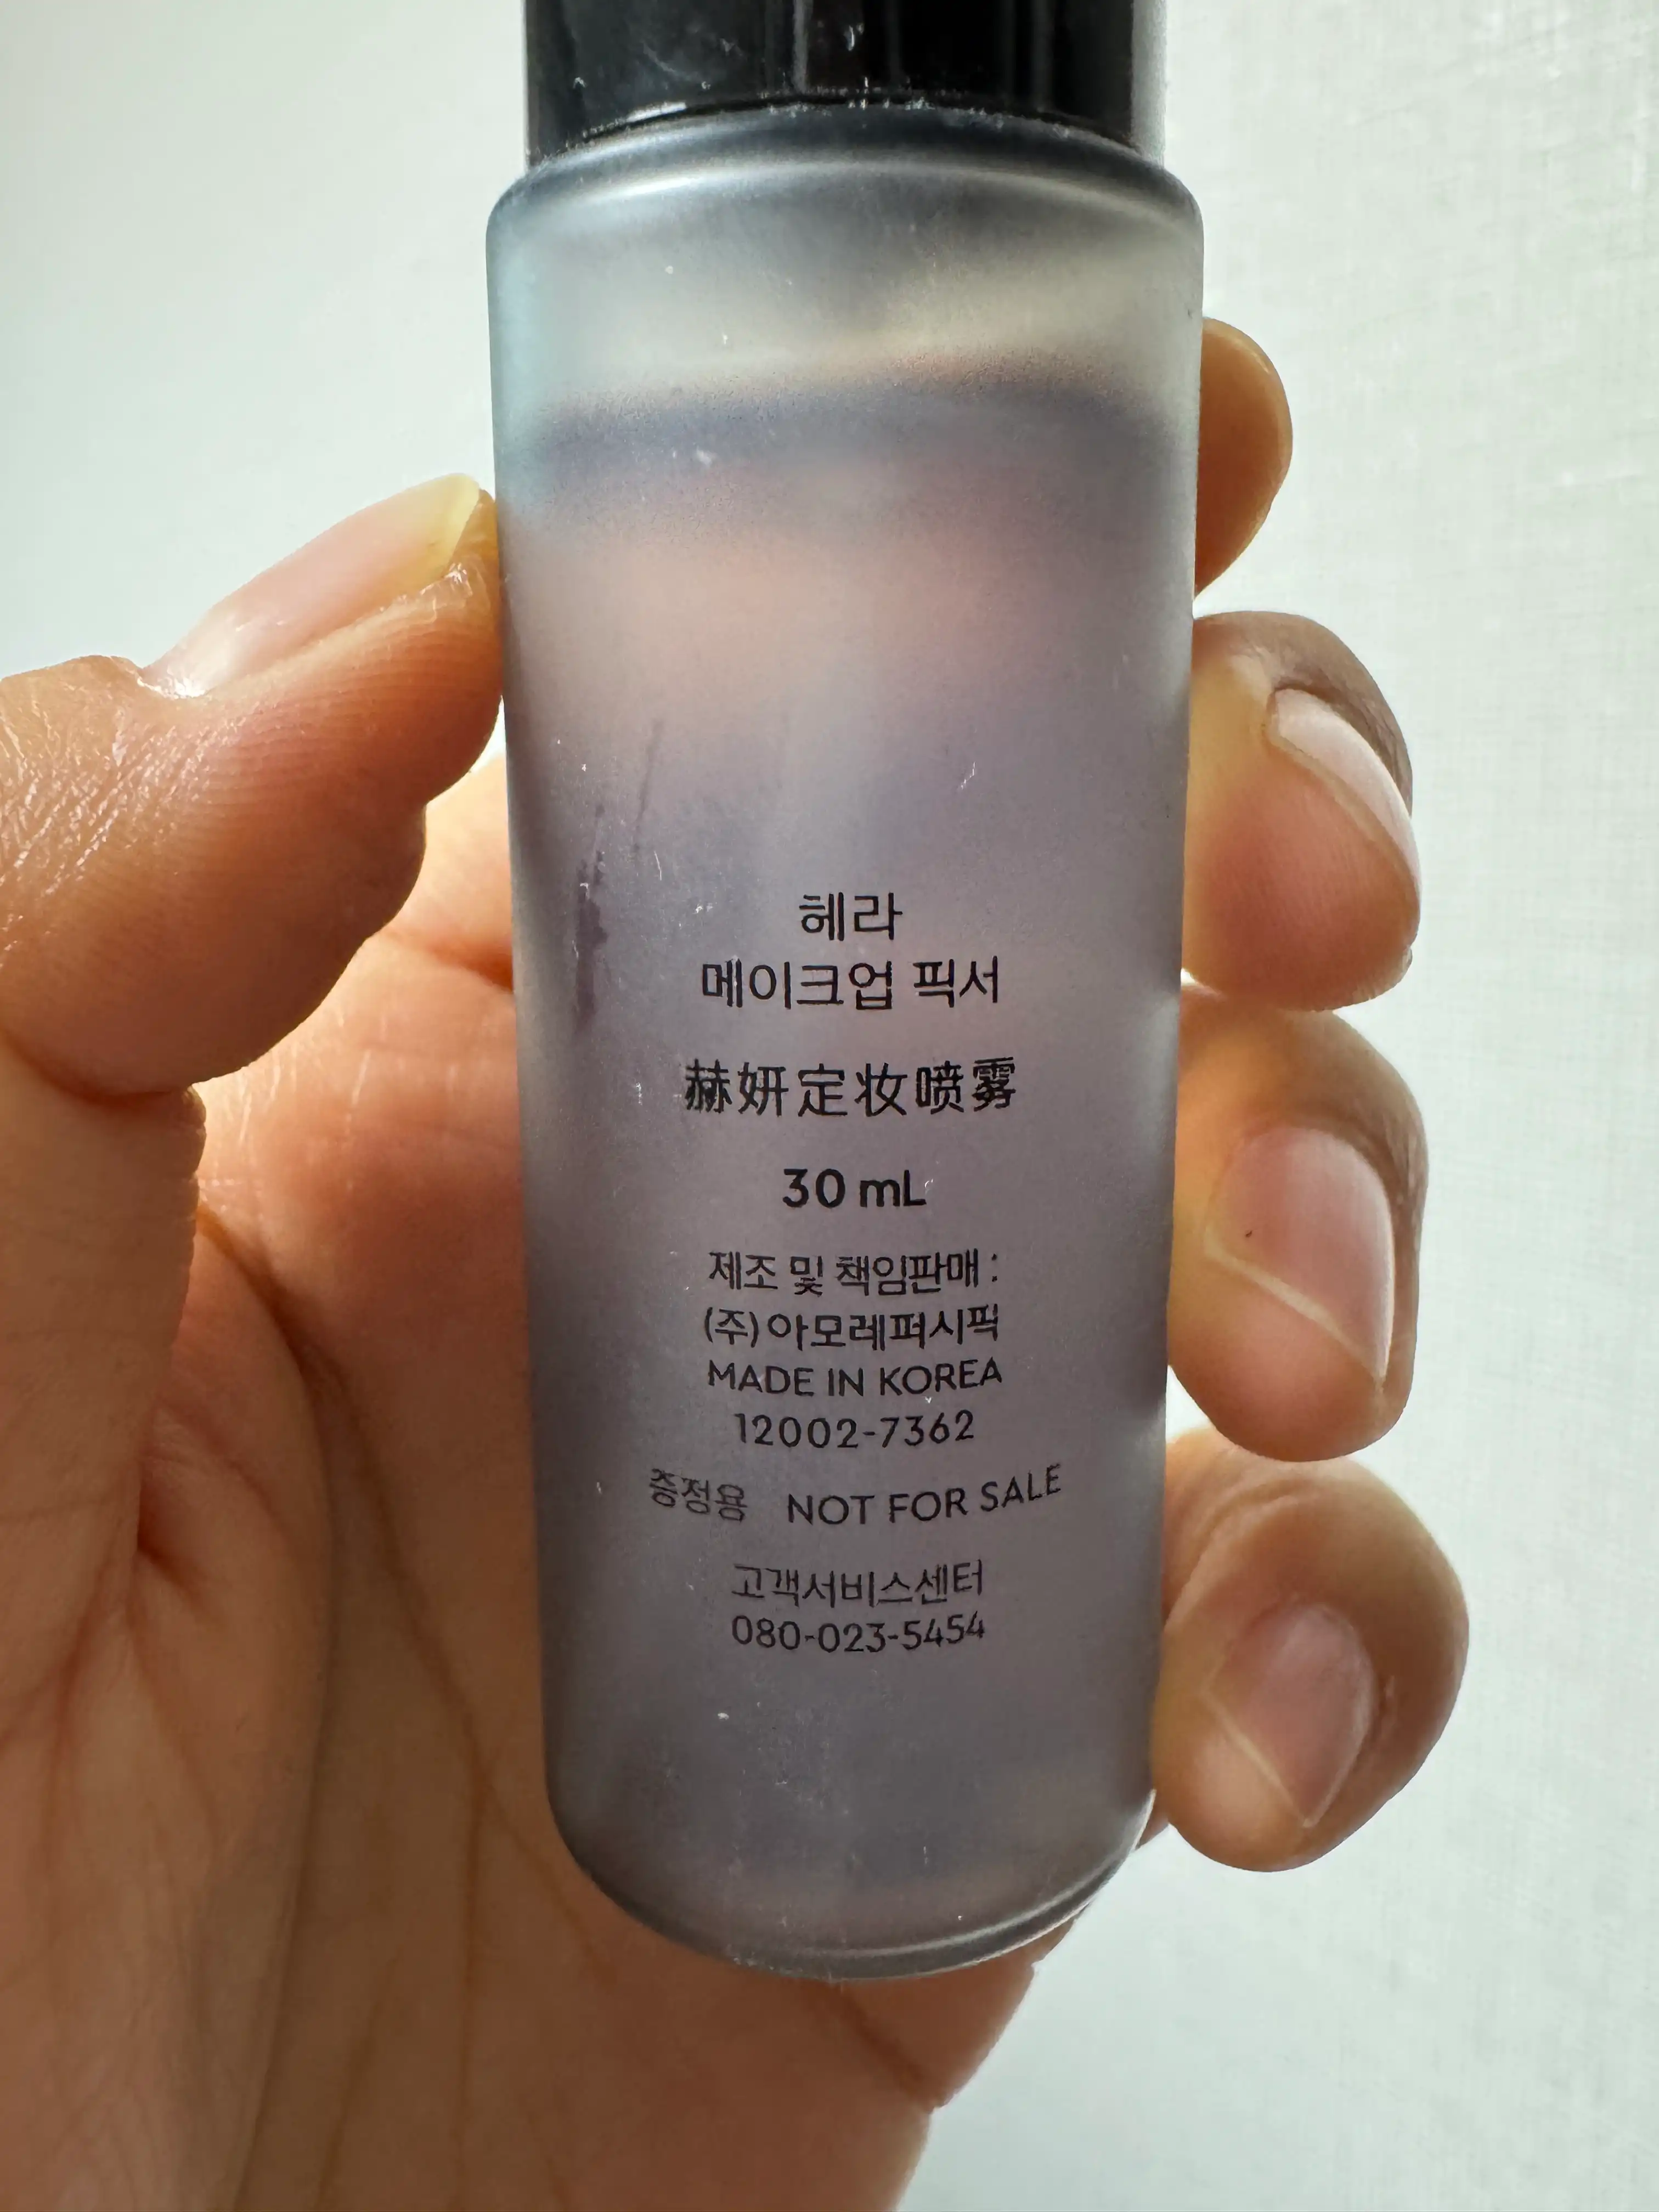 헤라
메이크업 픽서
赫妍定妆喷雾
30 mL
제조 및 책임판매 :
(주)아모레퍼시픽
MADE IN KOREA
12002-7362
증정용 NOT FOR SALE
고객서비스센터
080-023-5454